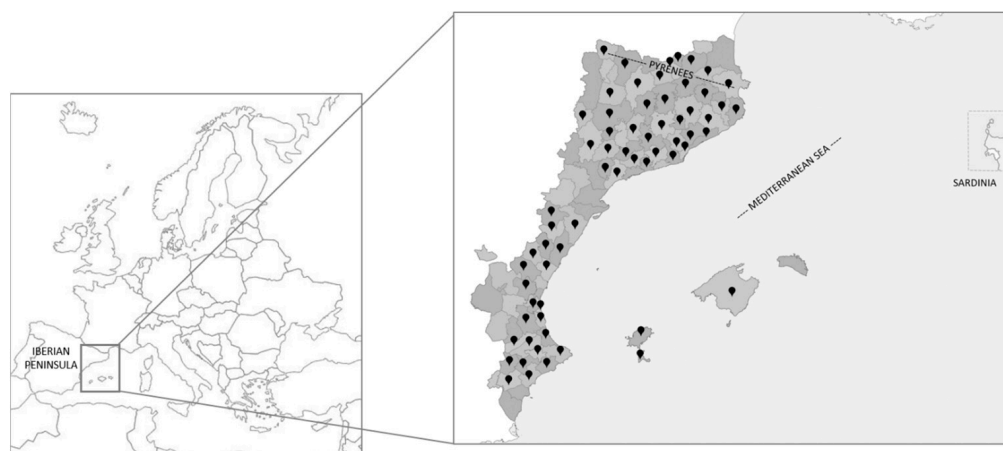 IBERIAN
PENINSULA
---- PYRENEES --------
---- MEDITERRANEAN SEA ----
SARDINIA